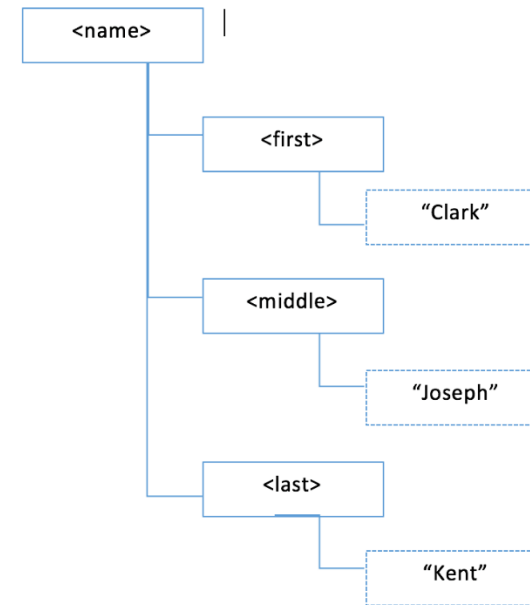 <name>
<first>
“Clark”
<middle>
“Joseph”
<last>
“Kent”